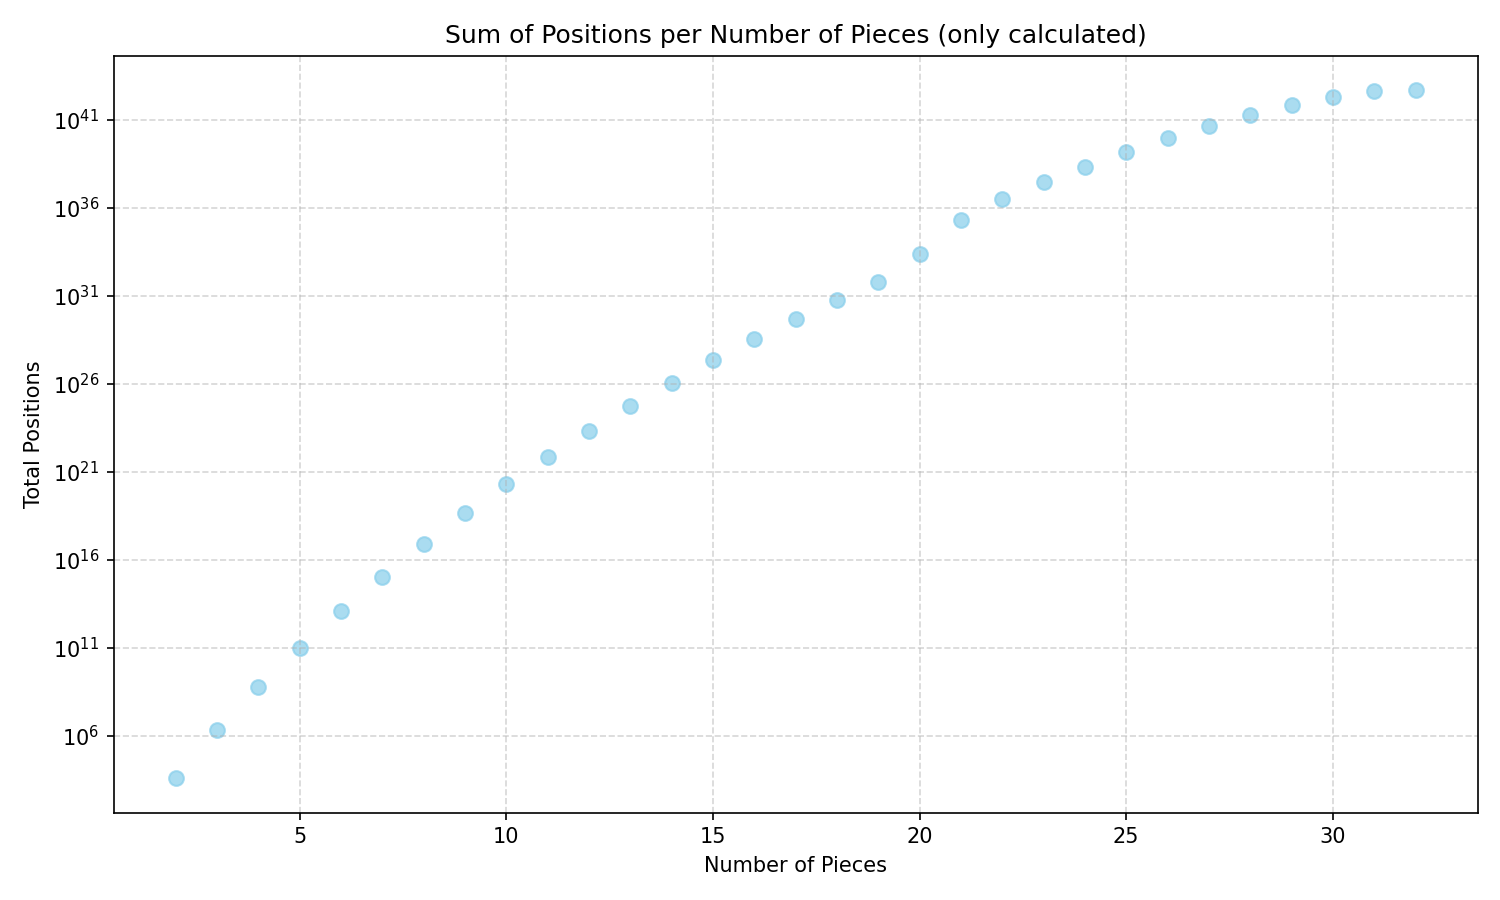 Sum of Positions per Number of Pieces (only calculated)
Total Positions
10^41
10^36
10^31
10^26
10^21
10^16
10^11
10^6
5 10 15 20 25 30
Number of Pieces